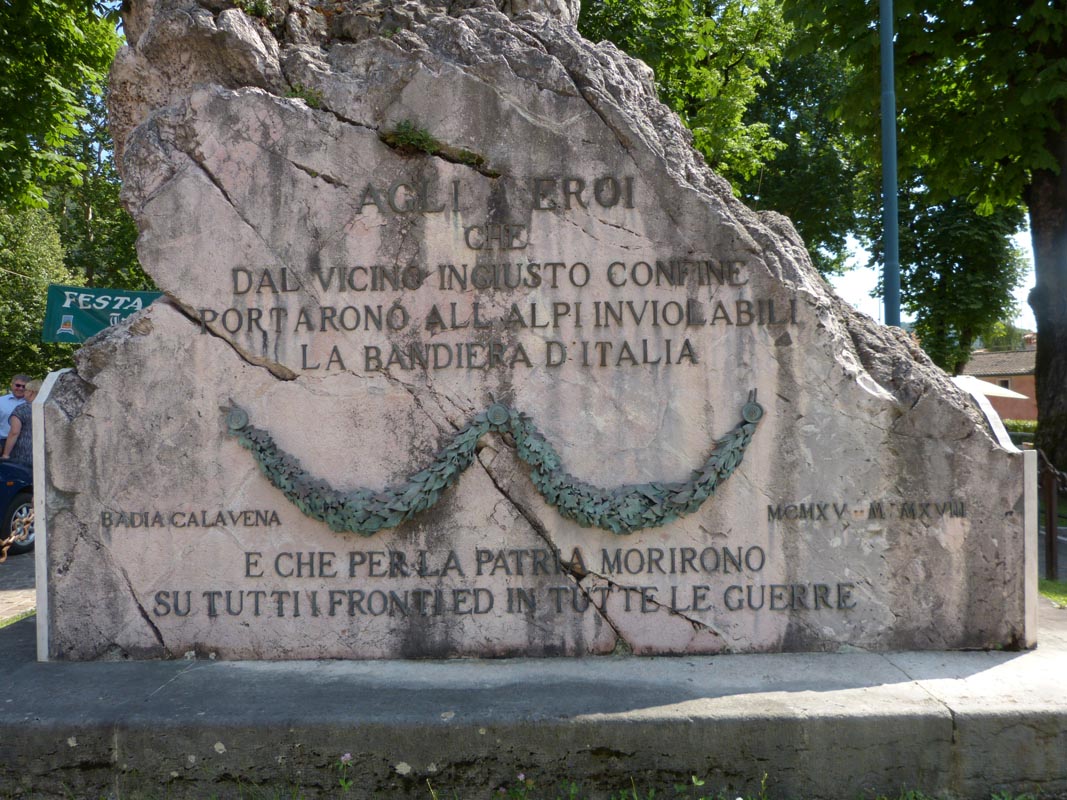 AGLI EROI
CHE
DAL VICINO INGIUSTO CONFINE
PORTARONO ALL ALPI INVIOLABILI
LA BANDIERA D'ITALIA
BADIA CALAVENA
MCMXV - MCMXVIII
E CHE PER LA PATRIA MORIRONO
SU TUTTI I FRONTI ED IN TUTTE LE GUERRE
FESTA